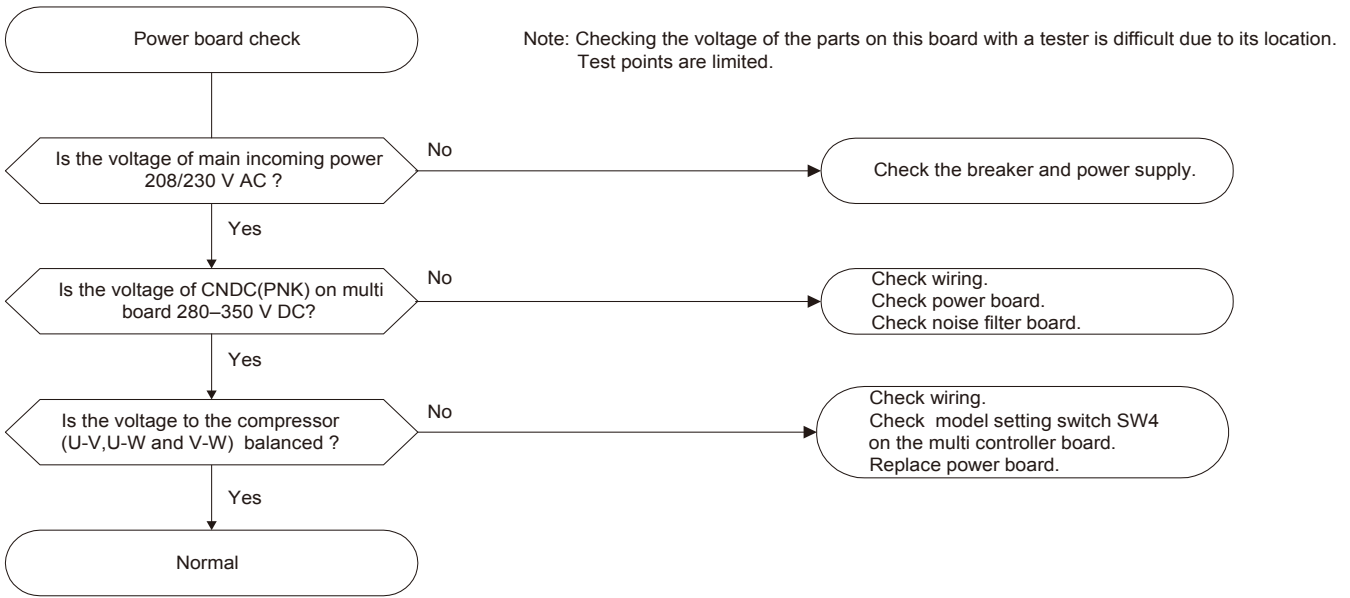 Power board check
Note: Checking the voltage of the parts on this board with a tester is difficult due to its location.
Test points are limited.
Is the voltage of main incoming power
208/230 V AC ?
No
Check the breaker and power supply.
Yes
Is the voltage of CNDC(PNK) on multi
board 280–350 V DC?
No
Check wiring.
Check power board.
Check noise filter board.
Yes
Is the voltage to the compressor
(U-V,U-W and V-W) balanced ?
No
Check wiring.
Check model setting switch SW4
on the multi controller board.
Replace power board.
Yes
Normal